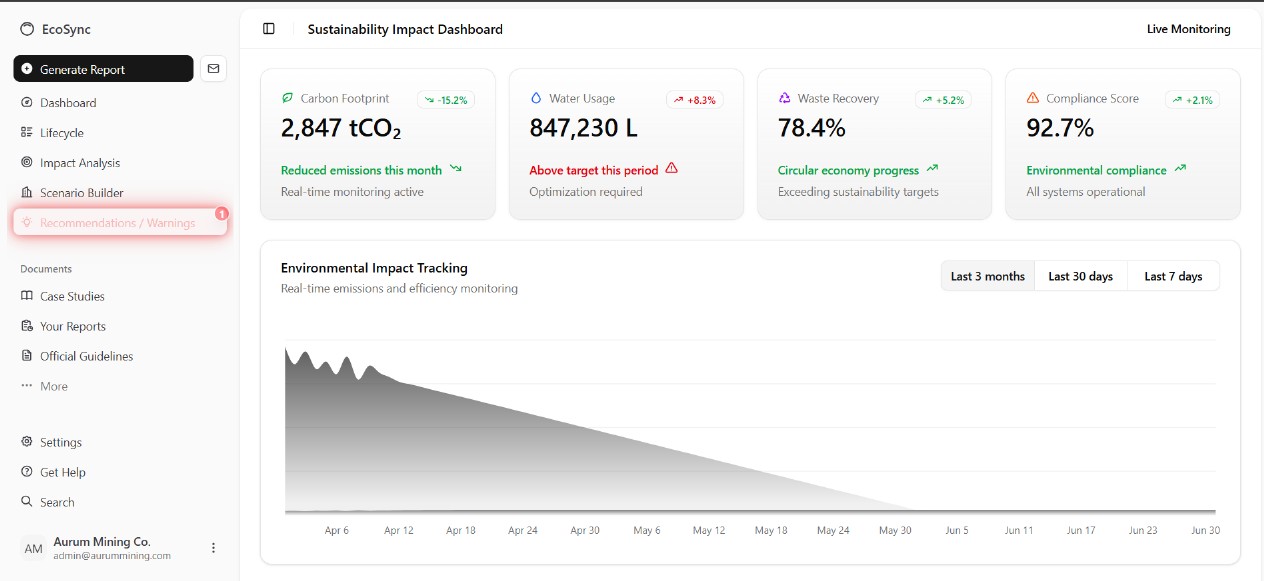 EcoSync
Generate Report
Dashboard
Lifecycle
Impact Analysis
Scenario Builder
Recommendations / Warnings
1
Documents
Case Studies
Your Reports
Official Guidelines
More
Settings
Get Help
Search
AM
Aurum Mining Co.
admin@aurummining.com
Sustainability Impact Dashboard
Live Monitoring
Carbon Footprint
-15.2%
2,847 tCO₂
Reduced emissions this month
Real-time monitoring active
Water Usage
+8.3%
847,230 L
Above target this period
Optimization required
Waste Recovery
+5.2%
78.4%
Circular economy progress
Exceeding sustainability targets
Compliance Score
+2.1%
92.7%
Environmental compliance
All systems operational
Environmental Impact Tracking
Real-time emissions and efficiency monitoring
Last 3 months Last 30 days Last 7 days
Apr 6 Apr 12 Apr 18 Apr 24 Apr 30 May 6 May 12 May 18 May 24 May 30 Jun 5 Jun 11 Jun 17 Jun 23 Jun 30